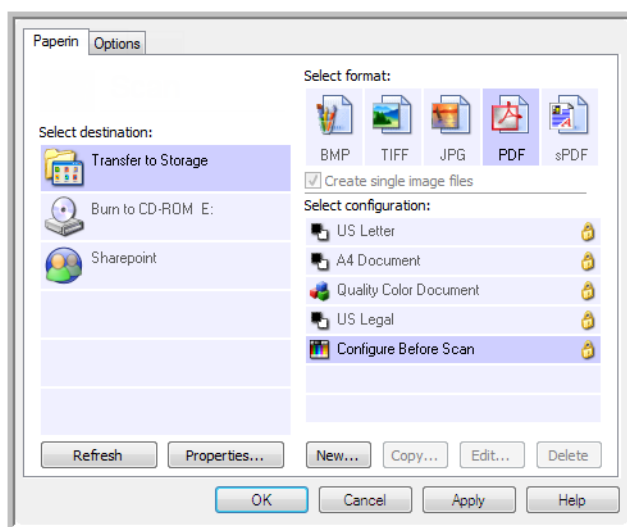 Paperin Options
Select format:
BMP TIFF JPG PDF sPDF
Create single image files
Select destination:
Transfer to Storage
Burn to CD-ROM E:
Sharepoint
Select configuration:
US Letter
A4 Document
Quality Color Document
US Legal
Configure Before Scan
Refresh Properties... New... Copy... Edit... Delete
OK Cancel Apply Help